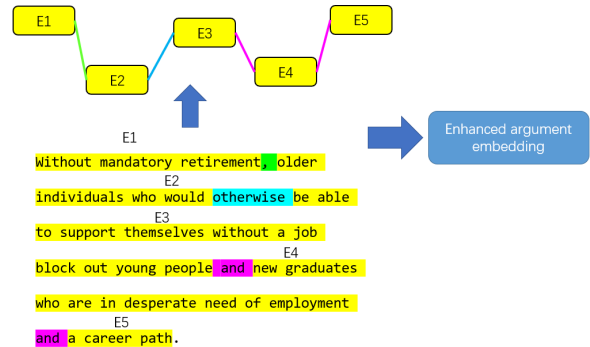 E1
E5
E3
E2
E4
E1
Enhanced argument
embedding
Without mandatory retirement, older
E2
individuals who would otherwise be able
E3
to support themselves without a job
E4
block out young people and new graduates
who are in desperate need of employment
E5
and a career path.